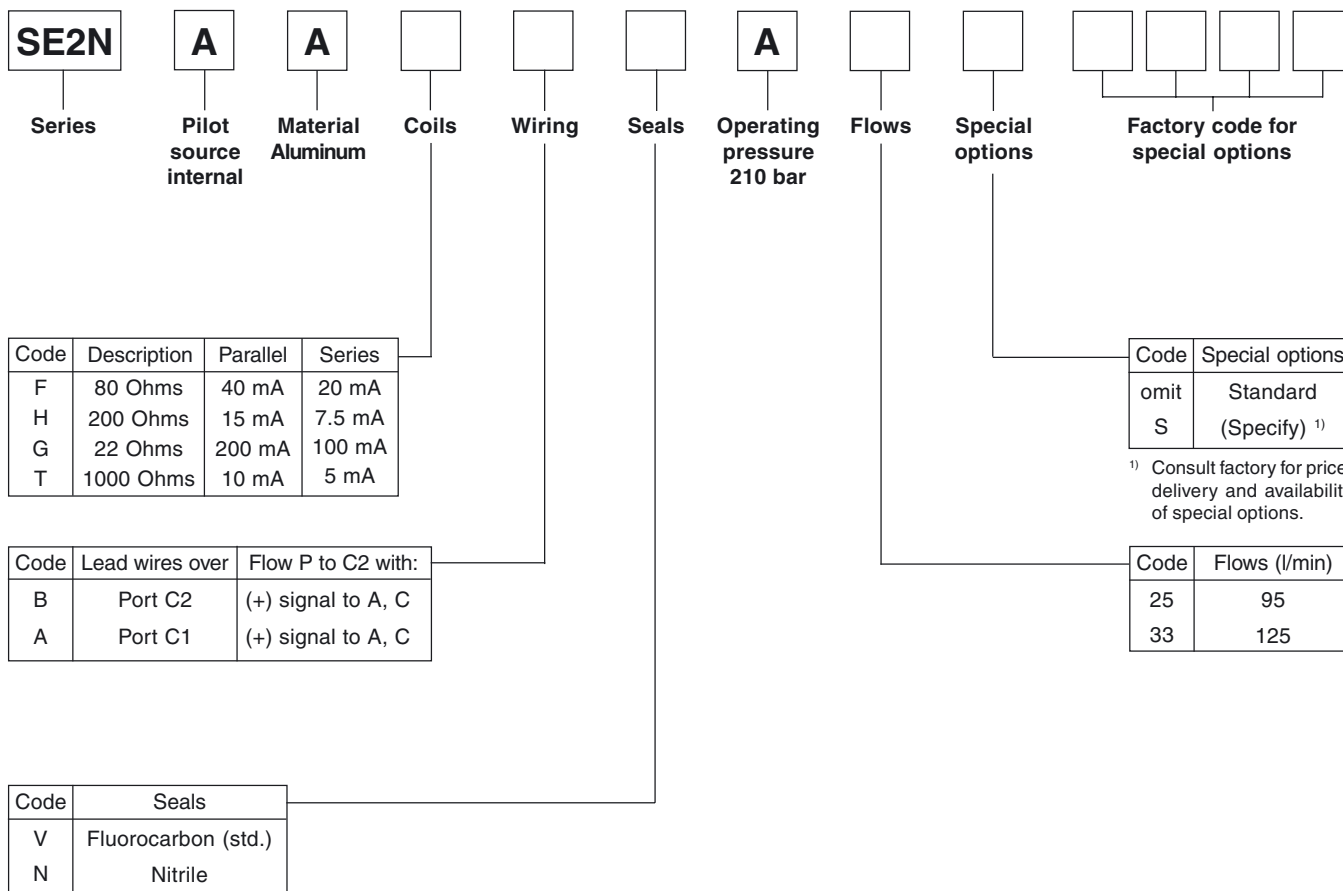 SE2N A A A
Series Pilot Material Coils Wiring Seals Operating Flows Special Factory code for
source Aluminum pressure options special options
internal 210 bar
Code Description Parallel Series
F 80 Ohms 40 mA 20 mA
H 200 Ohms 15 mA 7.5 mA
G 22 Ohms 200 mA 100 mA
T 1000 Ohms 10 mA 5 mA
Code Special options
omit Standard
S (Specify) 1)
1) Consult factory for price
delivery and
of special options.
Code Lead wires over Flow P to C2 with:
B Port C2 (+) signal to A, C
A Port C1 (+) signal to A, C
Code Flows (l/min)
25 95
33 125
Code Seals
V Fluorocarbon (std.)
N Nitrile